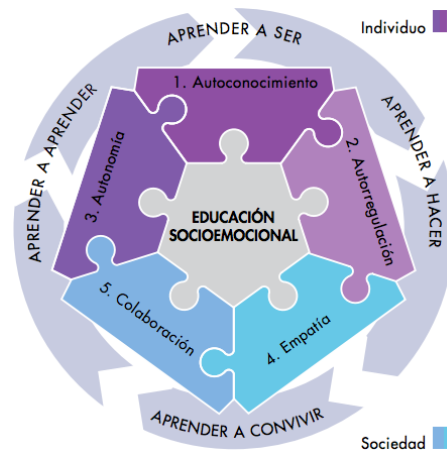 APRENDER A SER
Individuo
1. Autoconocimiento
APRENDER A APRENDER
APRENDER A HACER
3. Autonomía
2. Autorregulación
EDUCACIÓN
SOCIOEMOCIONAL
5. Colaboración
4. Empatía
APRENDER A CONVIVIR
Sociedad